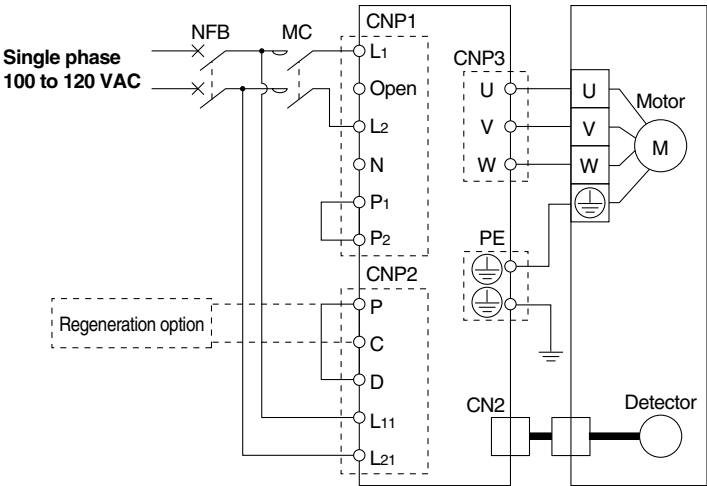 NFB
MC
CNP1
Single phase
100 to 120 VAC
L1
Open
L2
N
P1
P2
CNP2
Regeneration option
P
C
D
L11
L21
CNP3
U
V
W
PE
CN2
U
V
W
Motor
M
Detector